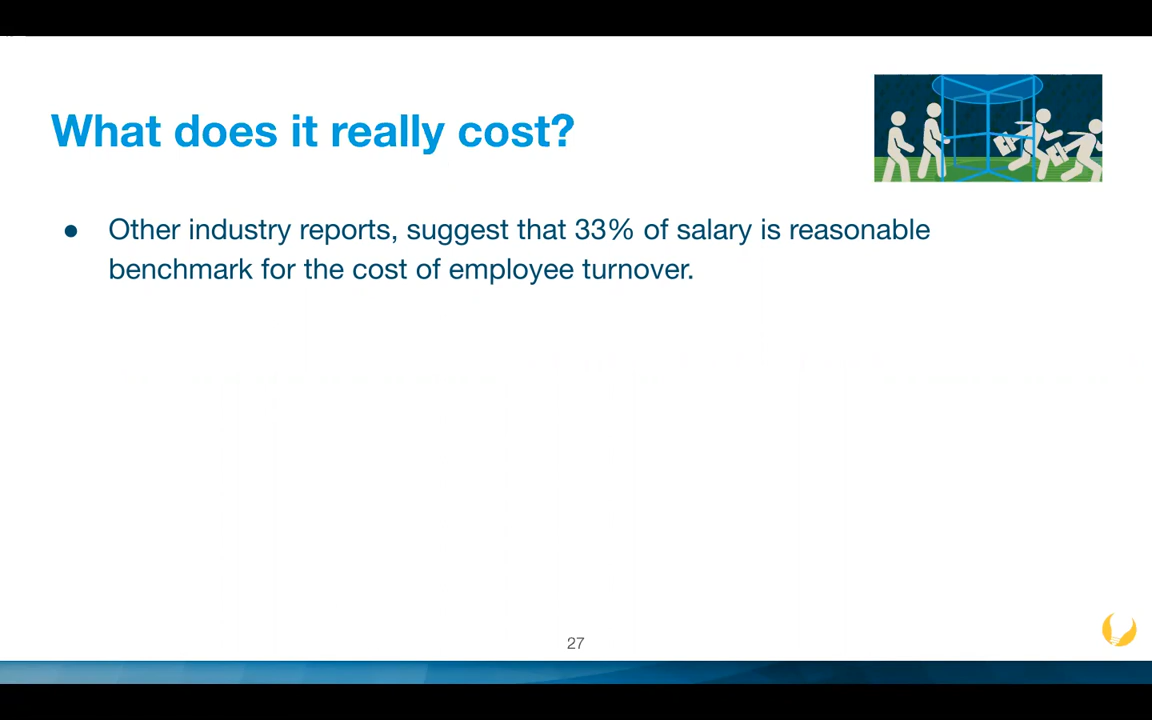 What does it really cost?
● Other industry reports, suggest that 33% of salary is reasonable
benchmark for the cost of employee turnover.
27